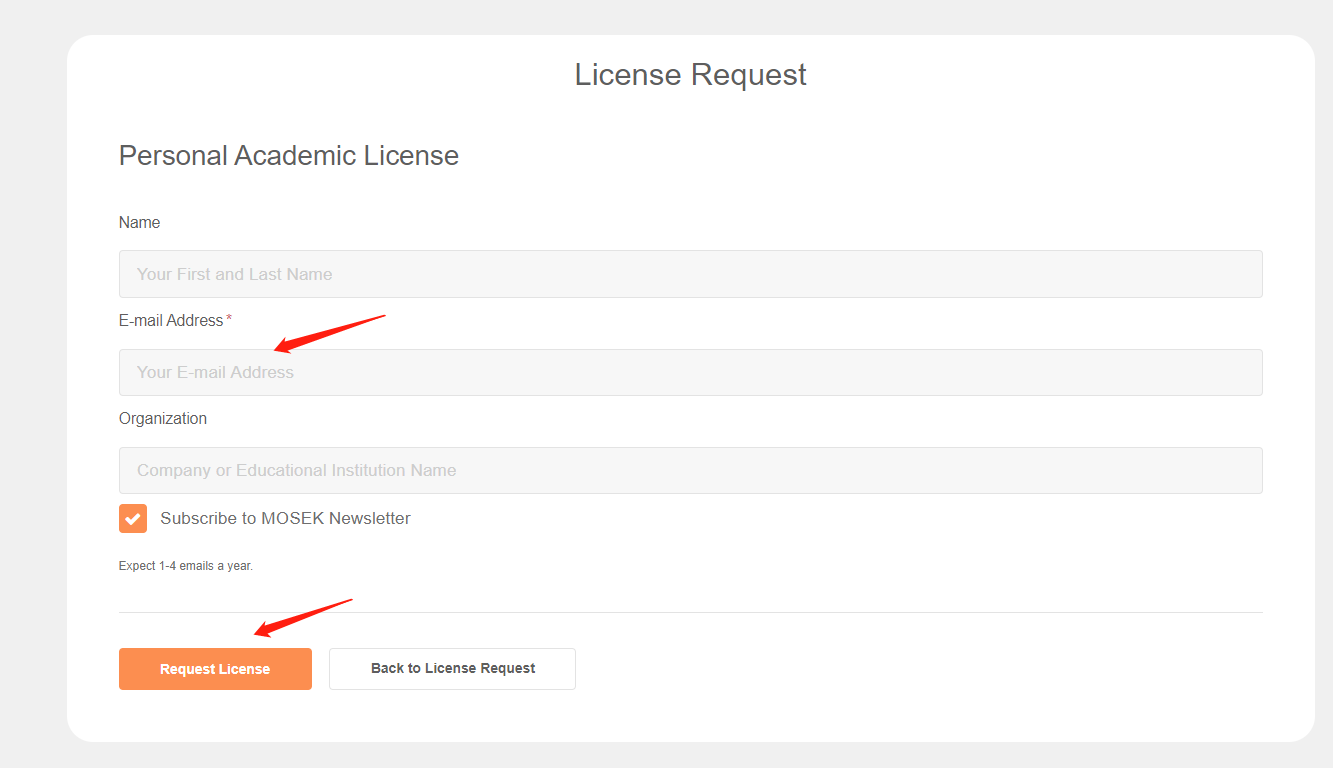 License Request
Personal Academic License
Name
Your First and Last Name
E-mail Address*
Your E-mail Address
Organization
Company or Educational Institution Name
Subscribe to MOSEK Newsletter
Expect 1-4 emails a year.
Request License
Back to License Request